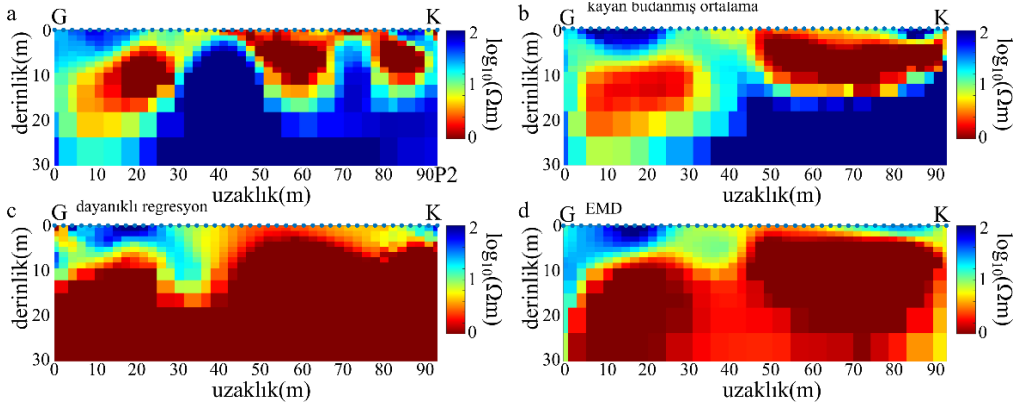 a
G
K
derinlik(m)
0
10
20
30
0 10 20 30 40 50 60 70 80 90
P2
uzaklık(m)
2
1
0
log10(Ωm)
b
kayan budanmış ortalama
G
K
derinlik(m)
0
10
20
30
0 10 20 30 40 50 60 70 80 90
uzaklık(m)
2
1
0
log10(Ωm)
c
G
dayanıklı regresyon
K
derinlik(m)
0
10
20
30
0 10 20 30 40 50 60 70 80 90
uzaklık(m)
2
1
0
log10(Ωm)
d
G
EMD
K
derinlik(m)
0
10
20
30
0 10 20 30 40 50 60 70 80 90
uzaklık(m)
2
1
0
log10(Ωm)